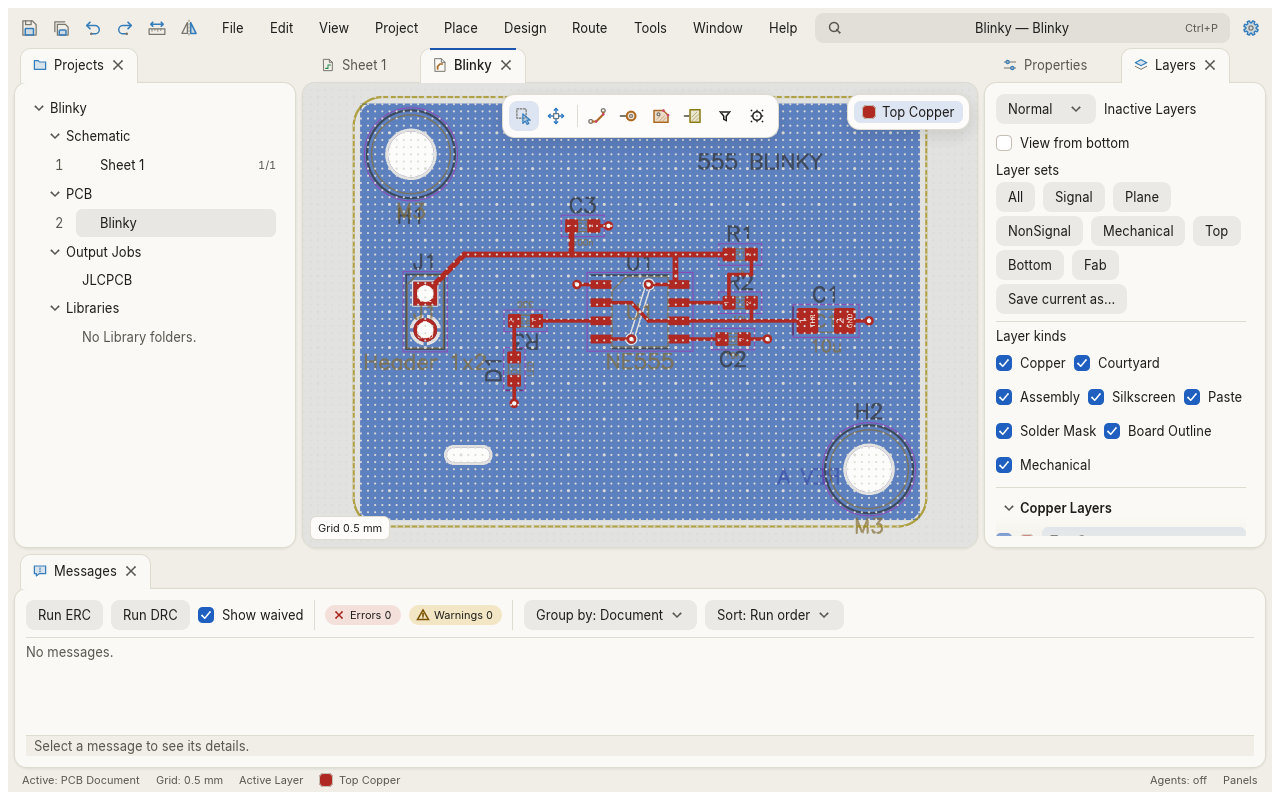 File Edit View Project Place Design Route Tools Window Help
Blinky — Blinky Ctrl+P
Projects
Sheet 1
Blinky
Properties
Layers
Blinky
Schematic
1 Sheet 1 1/1
PCB
2 Blinky
Output Jobs
JLCPCB
Libraries
No Library folders.
Top Copper
555 BLINKY
H1
C3
R1
J1
U1
R2
C1
10u
R3
Header 1x2
D1
NE555
C2
H2
M3
Grid 0.5 mm
Normal Inactive Layers
View from bottom
Layer sets
All Signal Plane
NonSignal Mechanical Top
Bottom Fab
Save current as...
Layer kinds
Copper Courtyard
Assembly Silkscreen Paste
Solder Mask Board Outline
Mechanical
Copper Layers
Messages
Run ERC Run DRC Show waived Errors 0 Warnings 0 Group by: Document Sort: Run order
No messages.
Select a message to see its details.
Active: PCB Document Grid: 0.5 mm Active Layer Top Copper Agents: off Panels